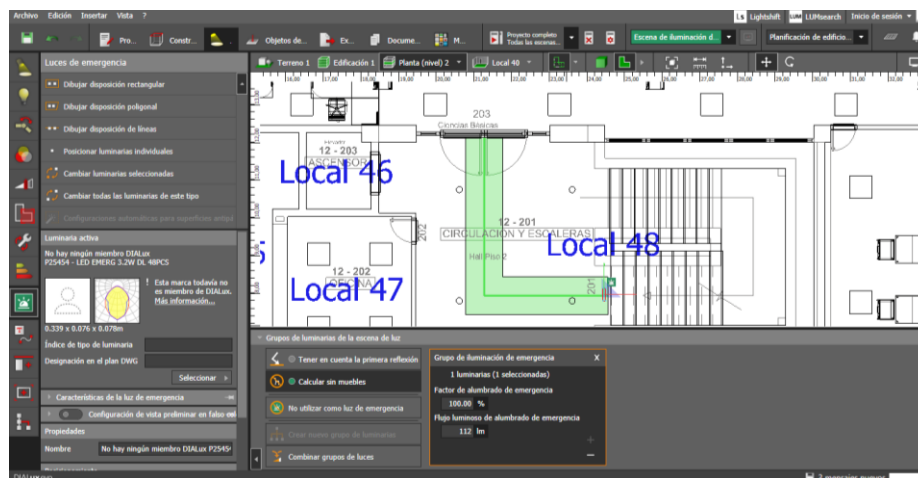 Archivo Edición Insertar Vista ?
Ls Lightshift LUM LUMsearch Inicio de sesión
Pro... Constr... Objetos de... Ex... Docume... M... Proyecto completo Todas las escenas... Escena de iluminación d... Planificación de edificio...
Luces de emergencia
Terreno 1 Edificación 1 Planta (nivel) 2 Local 40
Dibujar disposición rectangular
Dibujar disposición poligonal
Dibujar disposición de líneas
Posicionar luminarias individuales
Cambiar luminarias seleccionadas
Cambiar todas las luminarias de este tipo
Luminaria activa
No hay ningún miembro DIALux
P25454 - LED EMERG 3.2W DL 48PCS
! Esta marca todavía no es miembro de DIALux.
Más información...
0.339 x 0.076 x 0.078m
Índice de tipo de luminaria
Designación en el plan DWG
Seleccionar
Características de la luz de emergencia
Configuración de vista preliminar en falso
Propiedades
Nombre No hay ningún miembro DIALux P2545
203
Ciencias Básicas
12 - 203
ASCENSOR
Local 46
202
12 - 201
CIRCULACION Y ESCALERAS
Local 48
Hall Piso 2
12 - 202
OFICINA
Local 47
201
Grupos de luminarias de la escena de luz
Tener en cuenta la primera reflexión
Calcular sin muebles
No utilizar como luz de emergencia
Crear nuevo grupo de luminarias
Combinar grupos de luces
Grupo de iluminación de emergencia X
1 luminarias (1 seleccionadas)
Factor de alumbrado de emergencia
100.00 %
Flujo luminoso de alumbrado de emergencia
112 lm